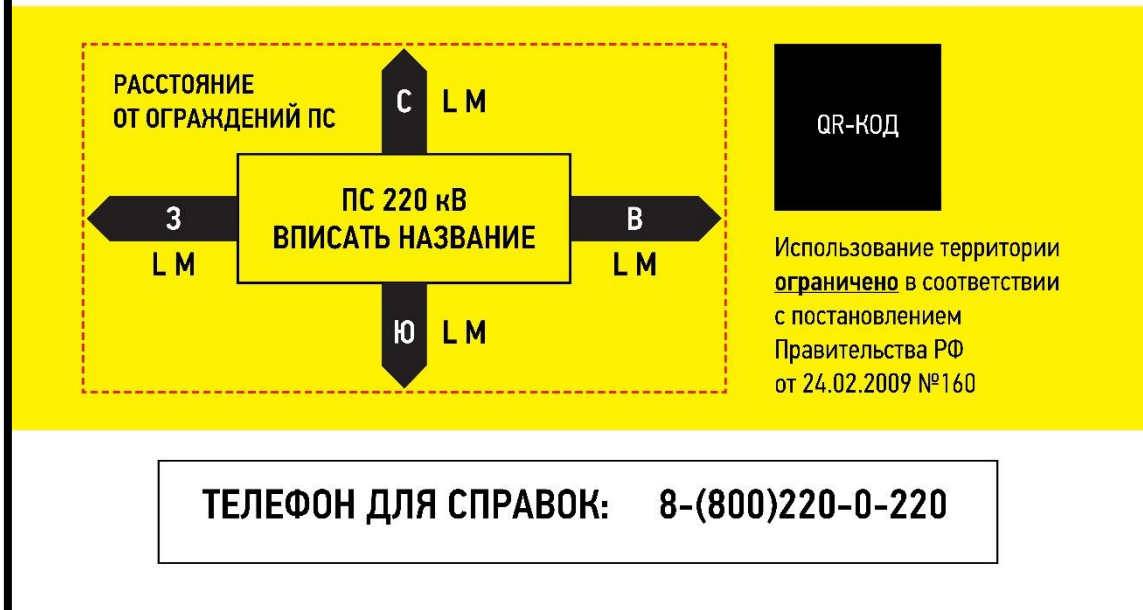 РАССТОЯНИЕ
ОТ ОГРАЖДЕНИЙ ПС
С L М
ПС 220 кВ
ВПИСАТЬ НАЗВАНИЕ
З
L М
В
L М
Ю L М
QR-КОД
Использование территории
ограничено в соответствии
с постановлением
Правительства РФ
от 24.02.2009 №160
ТЕЛЕФОН ДЛЯ СПРАВОК: 8-(800)220-0-220